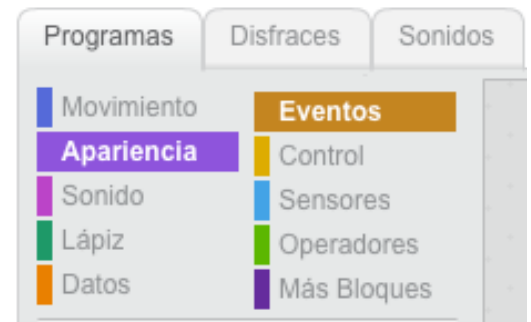 Programas Disfraces Sonidos
Movimiento Eventos
Apariencia Control
Sonido Sensores
Lápiz Operadores
Datos Más Bloques